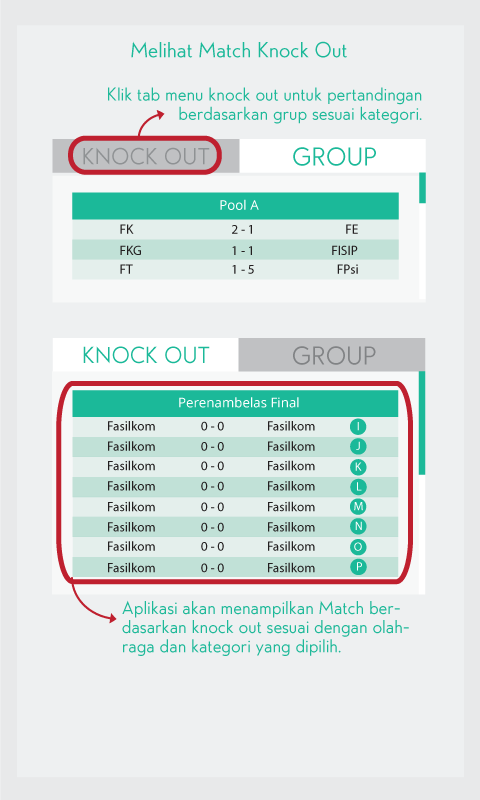 Melihat Match Knock Out
Klik tab menu knock out untuk pertandingan
berdasarkan grup sesuai kategori.
KNOCK OUT GROUP
Pool A
FK 2 - 1 FE
FKG 1 - 1 FISIP
FT 1 - 5 FPsi
KNOCK OUT GROUP
Perenambelas Final
Fasilkom 0 - 0 Fasilkom I
Fasilkom 0 - 0 Fasilkom J
Fasilkom 0 - 0 Fasilkom K
Fasilkom 0 - 0 Fasilkom L
Fasilkom 0 - 0 Fasilkom M
Fasilkom 0 - 0 Fasilkom N
Fasilkom 0 - 0 Fasilkom O
Fasilkom 0 - 0 Fasilkom P
Aplikasi akan menampilkan Match ber-
dasarkan knock out sesuai dengan olah-
raga dan kategori yang dipilih.